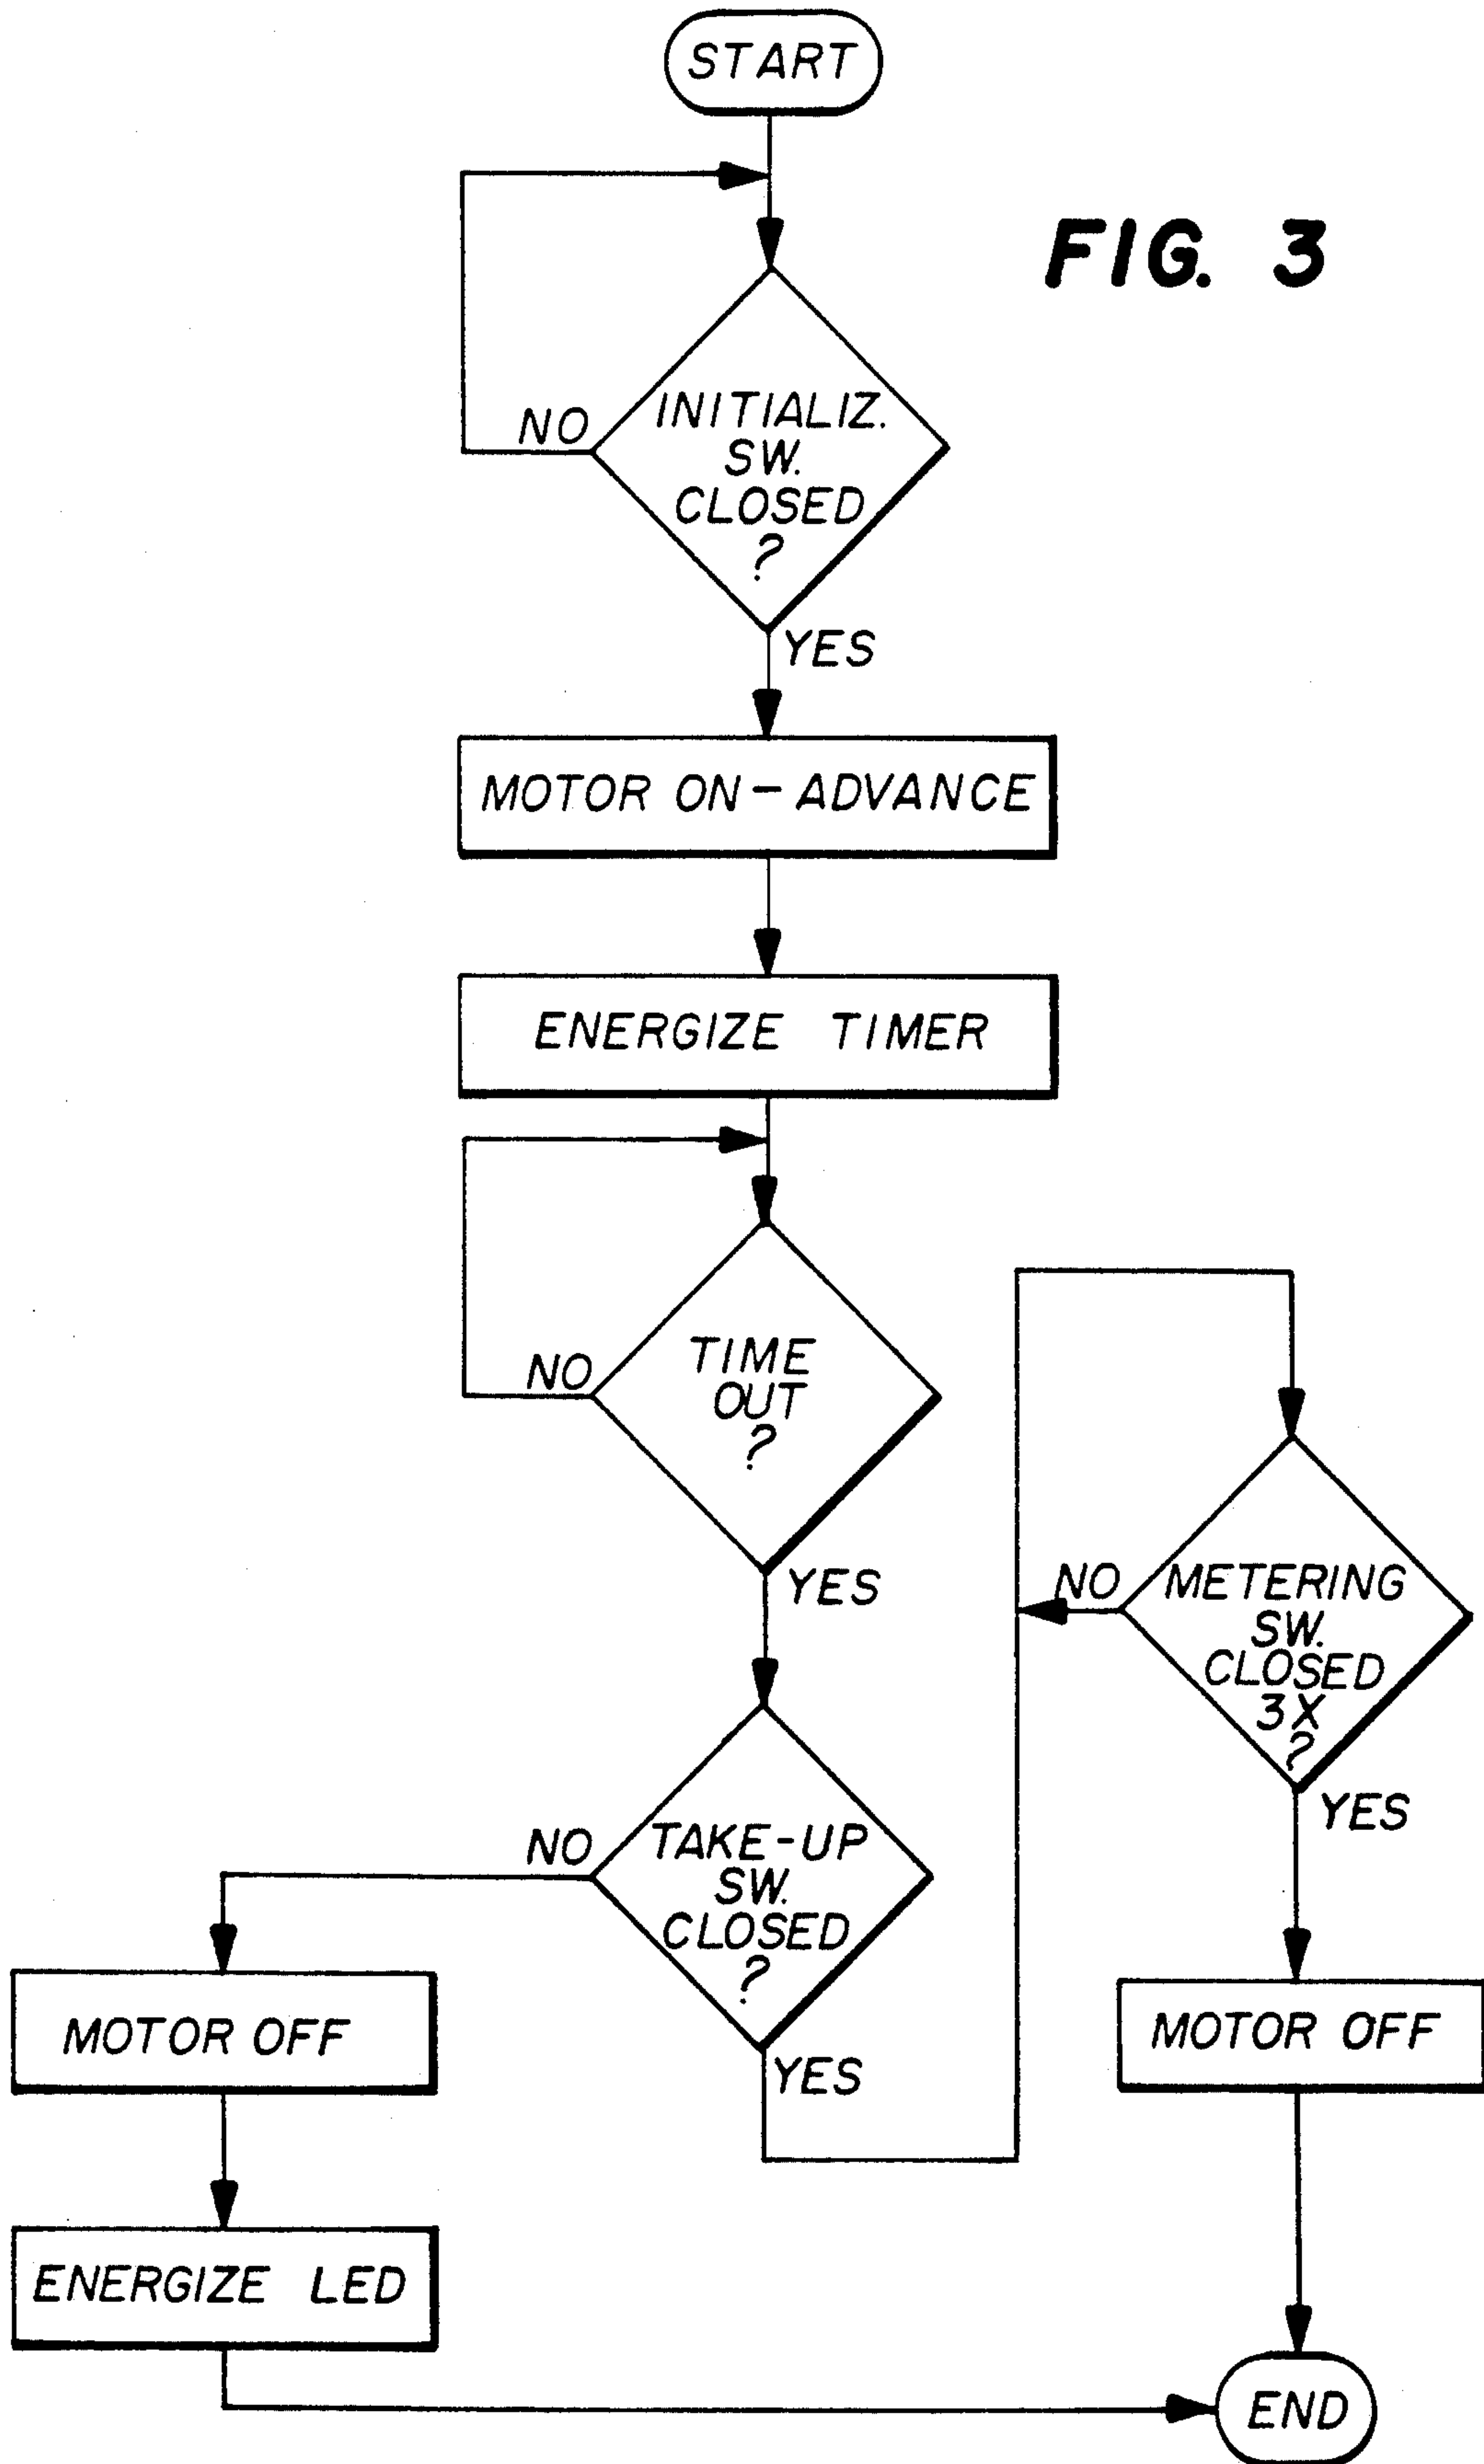 START
FIG. 3
NO
INITIALIZ.
SW.
CLOSED
?
YES
MOTOR ON-ADVANCE
ENERGIZE TIMER
NO
TIME
OUT
?
YES
NO
METERING
SW.
CLOSED
3X
?
YES
NO
TAKE-UP
SW.
CLOSED
?
YES
MOTOR OFF
MOTOR OFF
ENERGIZE LED
END